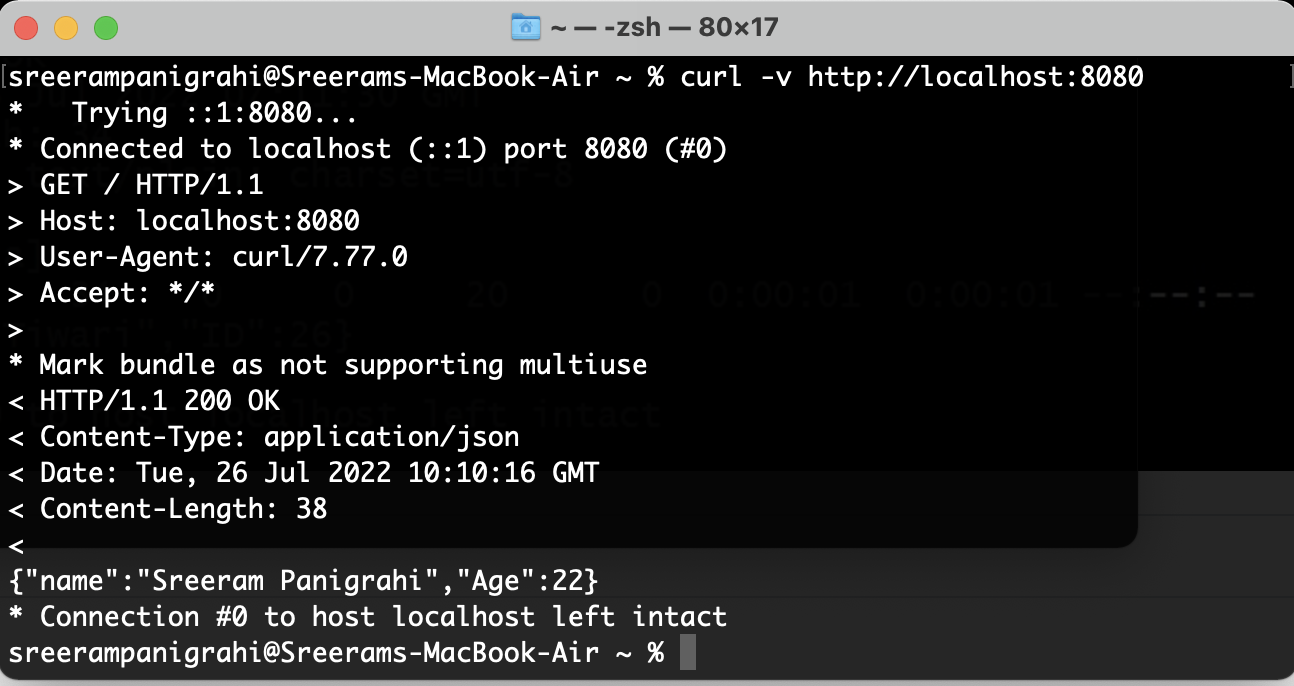 ~ — -zsh — 80×17
sreerampanigrahi@Sreerams-MacBook-Air ~ % curl -v http://localhost:8080
*   Trying ::1:8080...
* Connected to localhost (::1) port 8080 (#0)
> GET / HTTP/1.1
> Host: localhost:8080
> User-Agent: curl/7.77.0
> Accept: */*
>
* Mark bundle as not supporting multiuse
< HTTP/1.1 200 OK
< Content-Type: application/json
< Date: Tue, 26 Jul 2022 10:10:16 GMT
< Content-Length: 38
<
{"name":"Sreeram Panigrahi","Age":22}
* Connection #0 to host localhost left intact
sreerampanigrahi@Sreerams-MacBook-Air ~ %